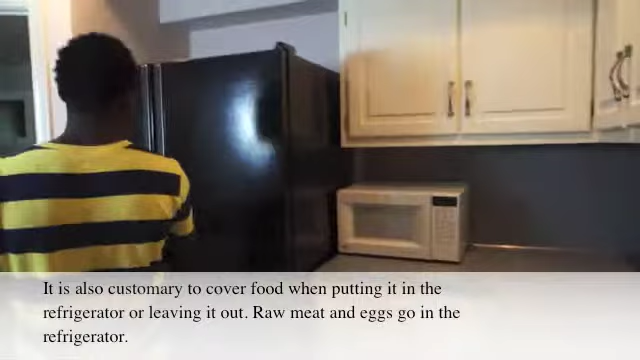 It is also customary to cover food when putting it in the
refrigerator or leaving it out. Raw meat and eggs go in the
refrigerator.